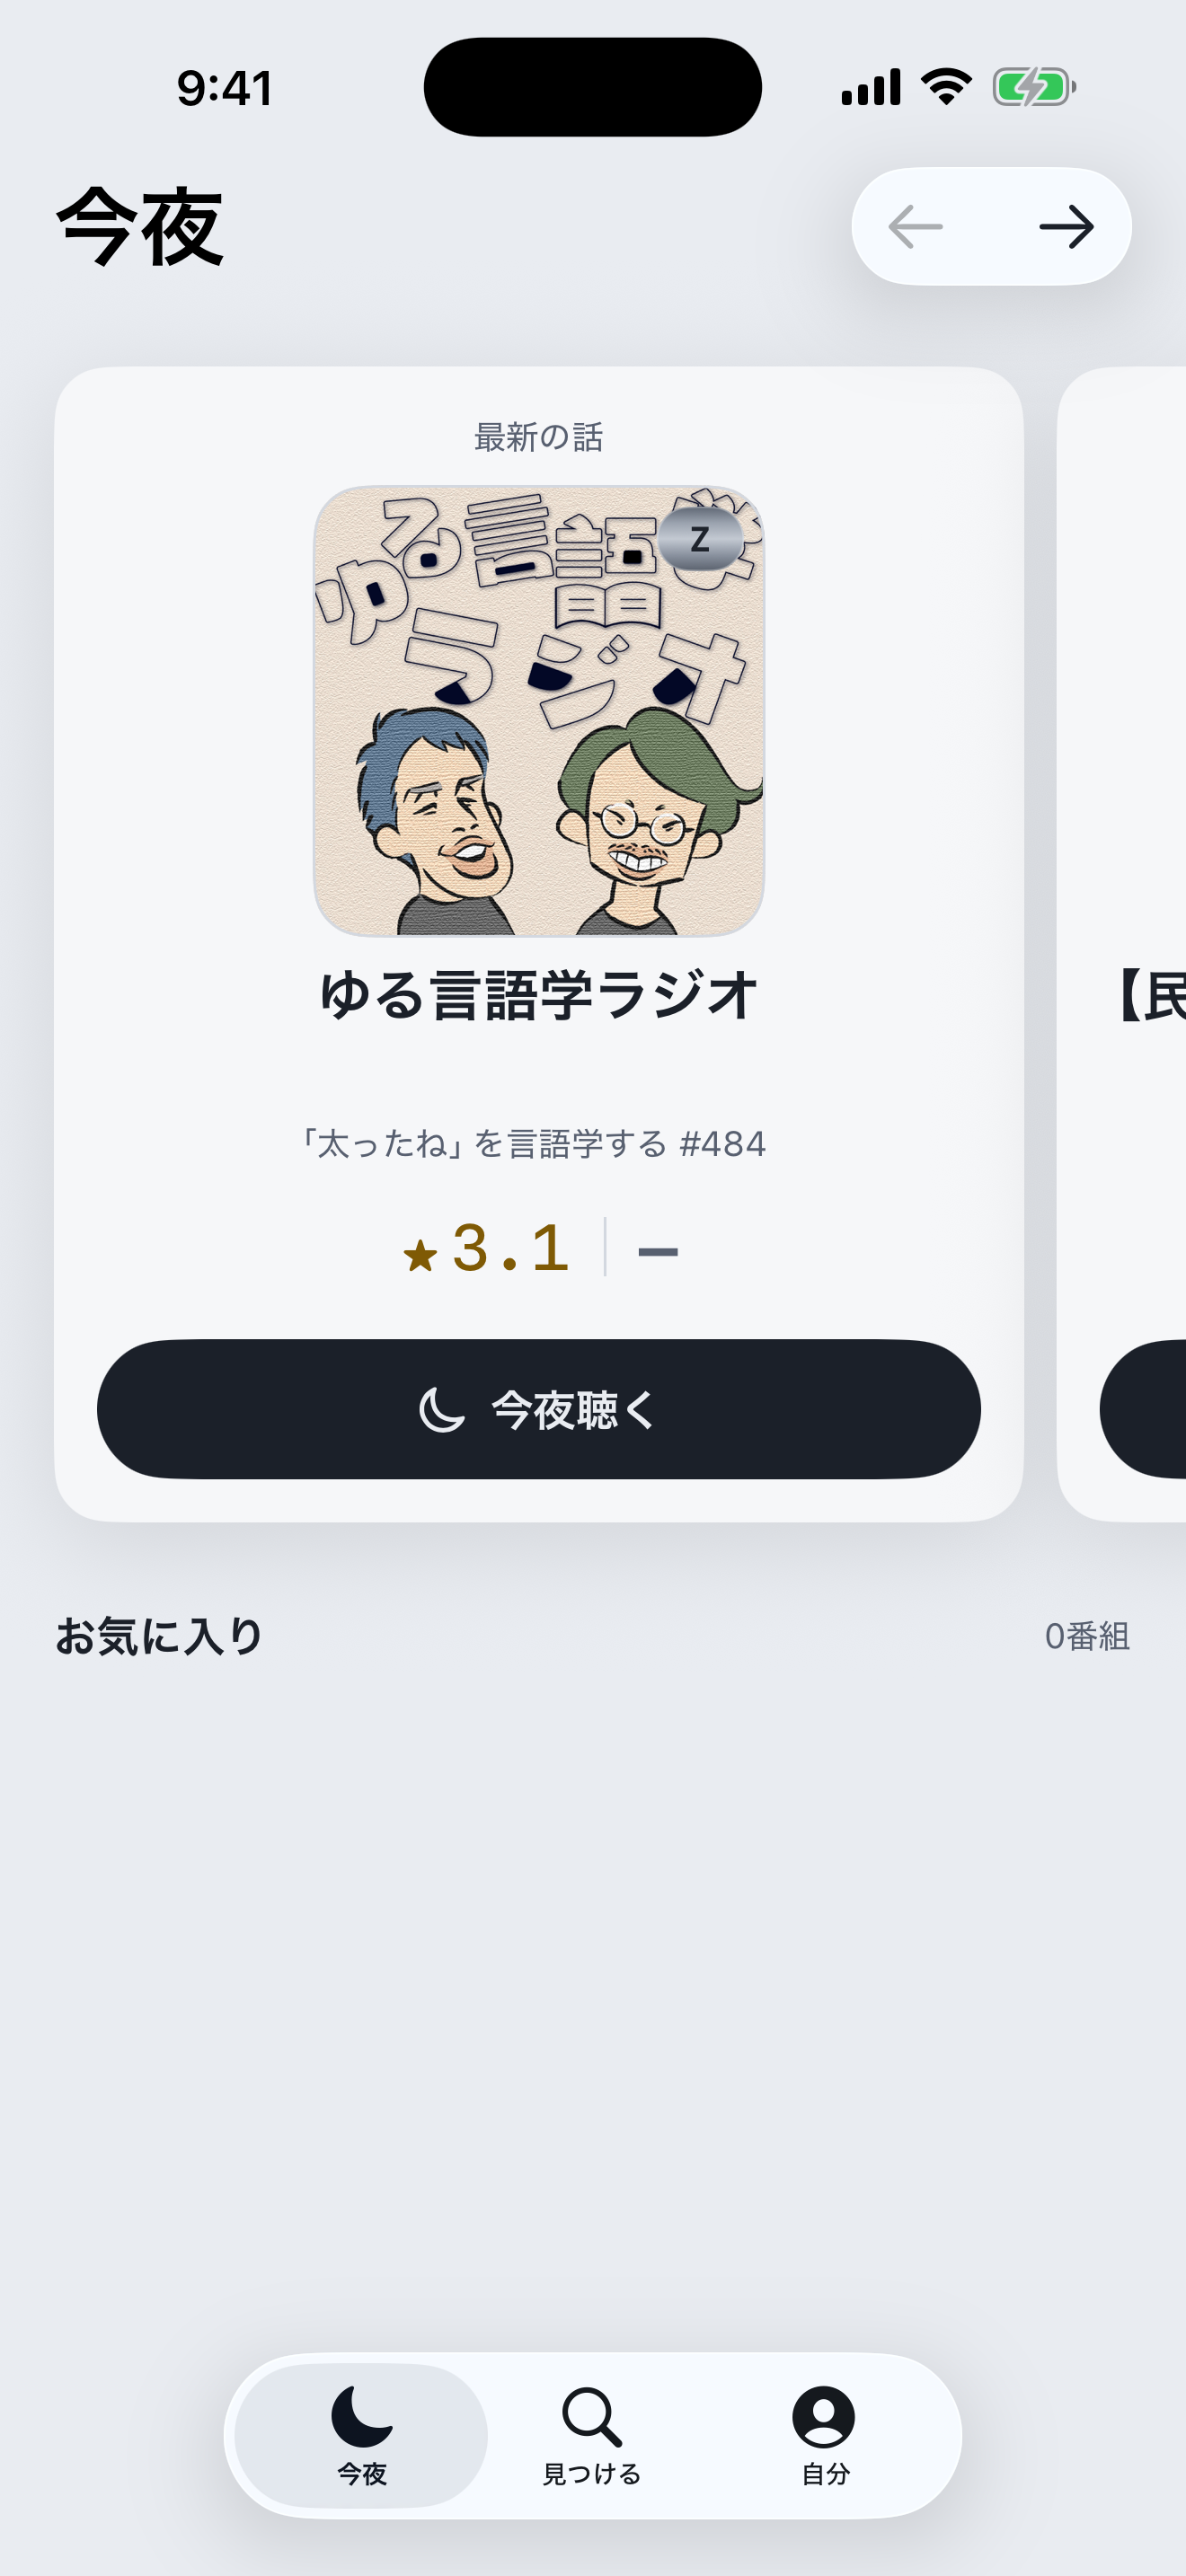 9:41
今夜
最新の話
ゆる言語学
ラジオ
Z
ゆる言語学ラジオ
【民
「太ったね」を言語学する #484
★3.1 | –
今夜聴く
お気に入り
0番組
今夜
見つける
自分